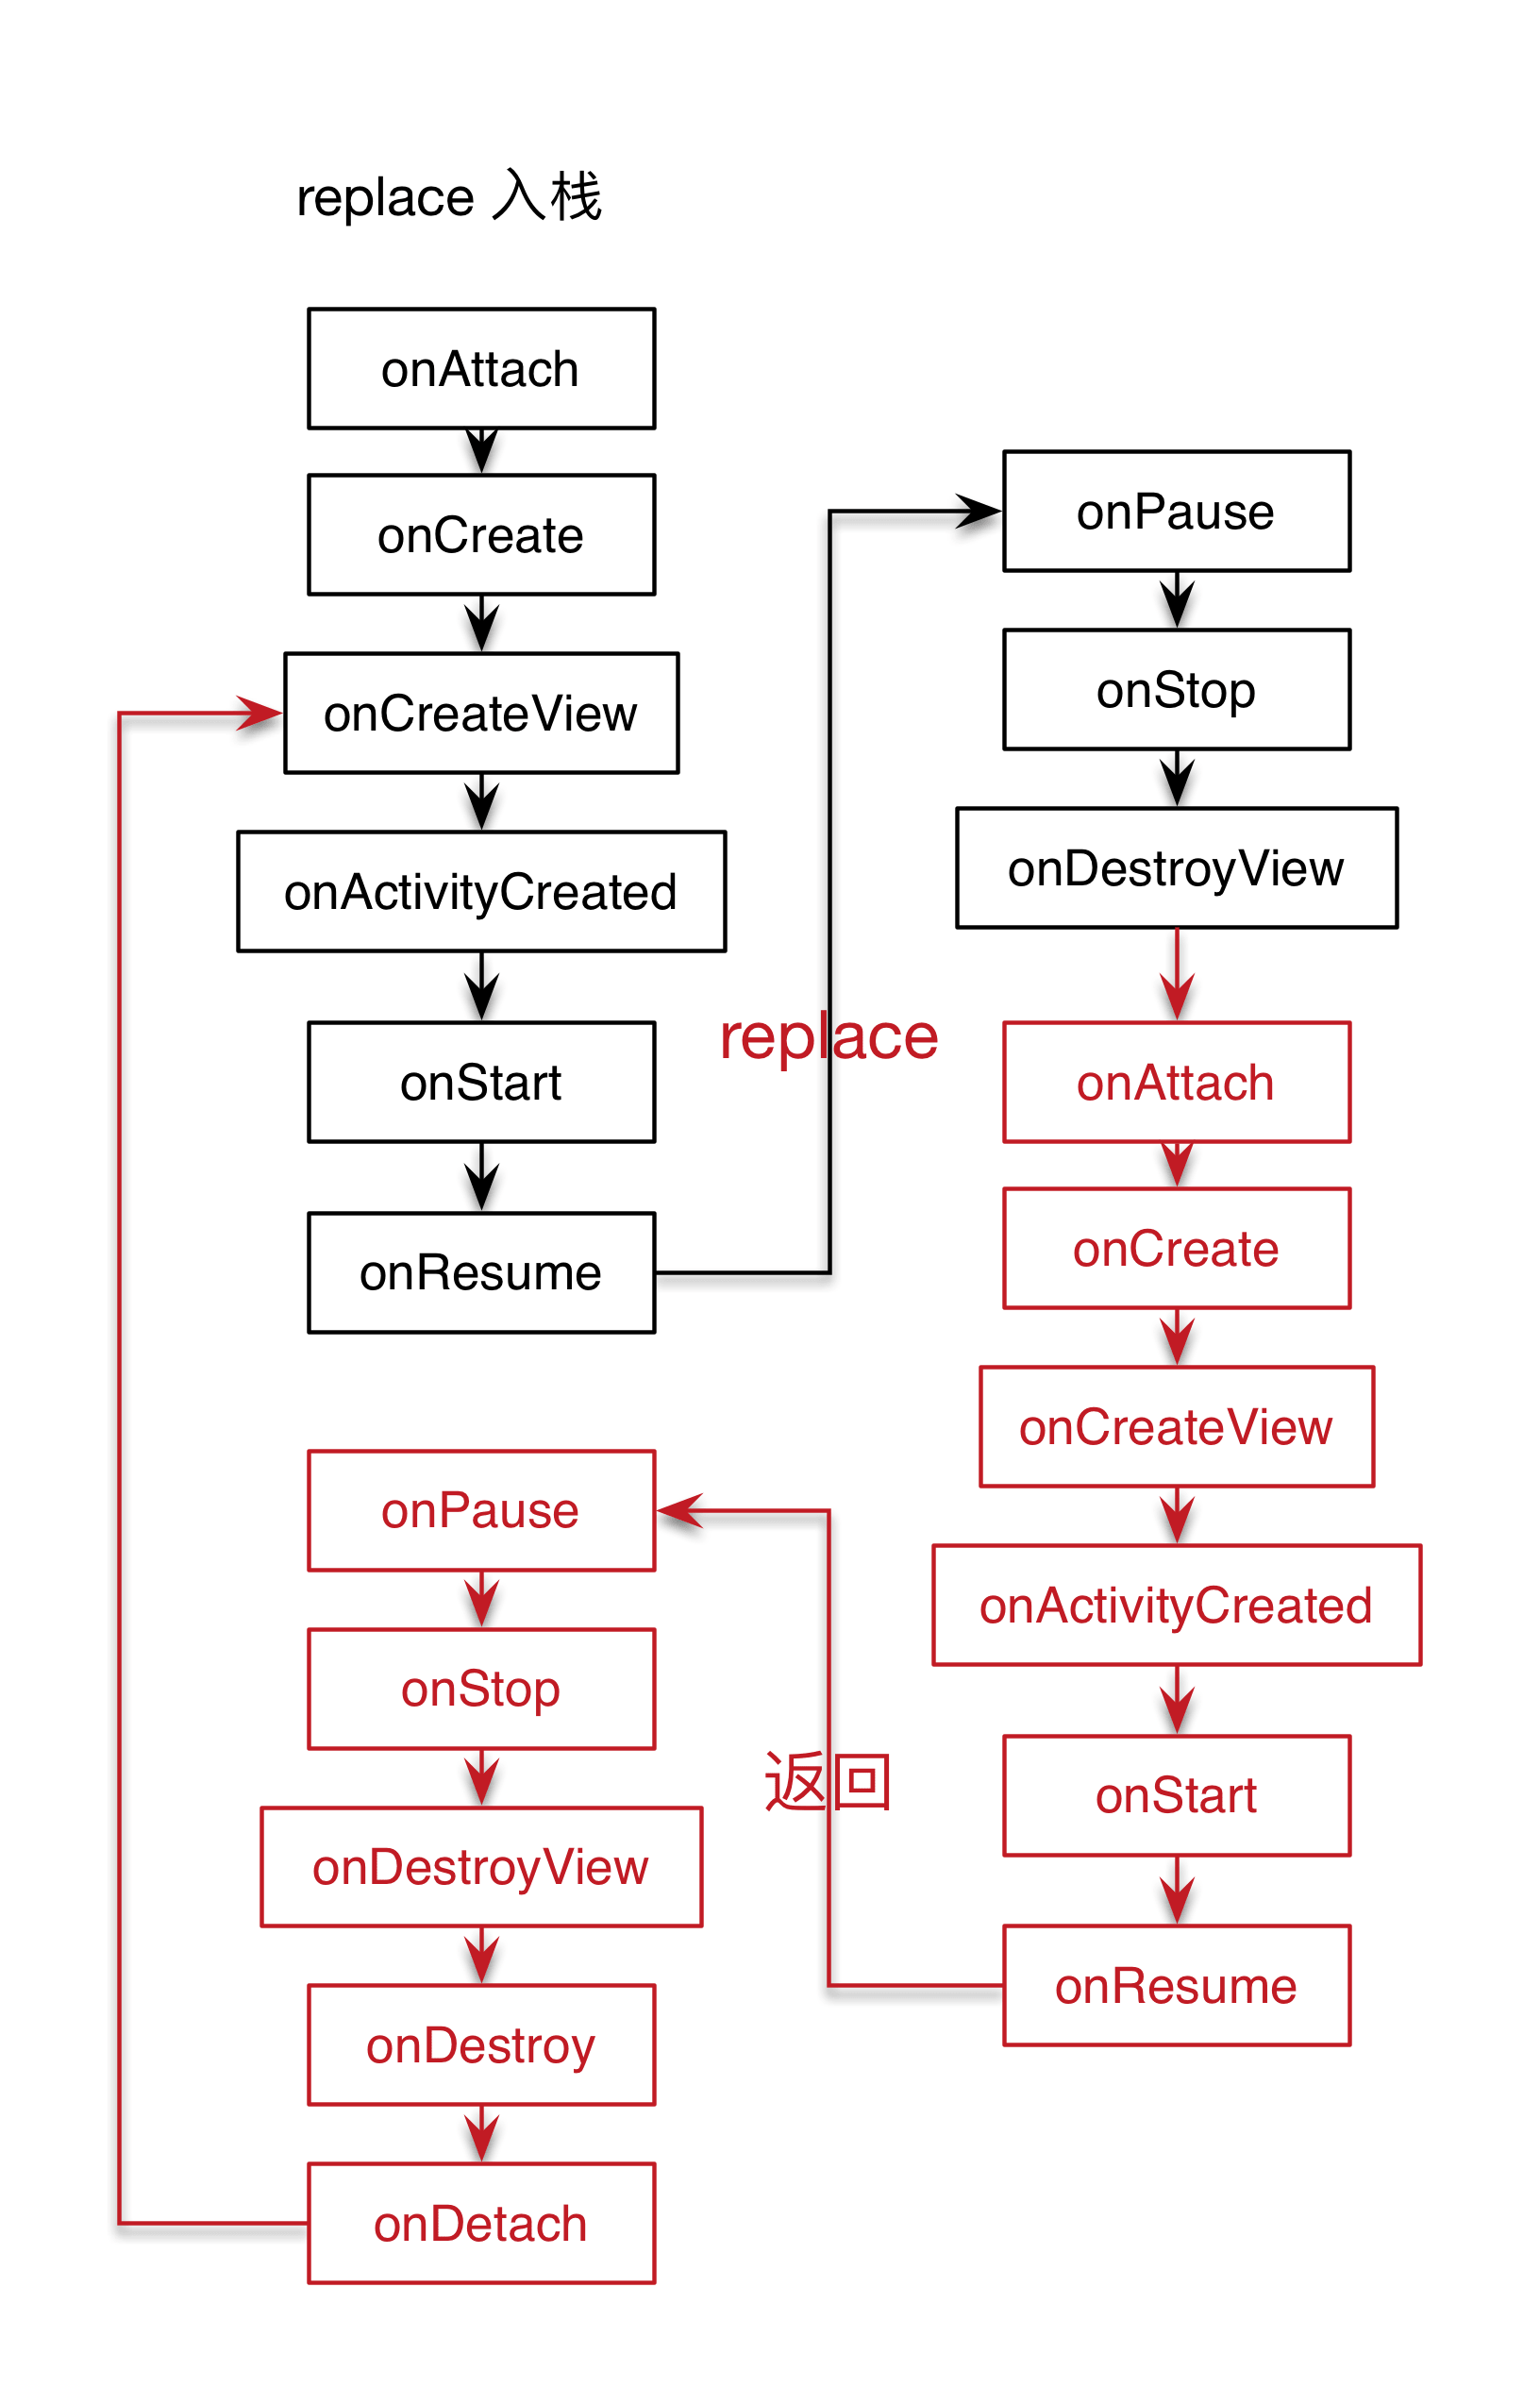 replace 入栈
onAttach
onCreate
onCreateView
onActivityCreated
onStart
onResume
replace
onPause
onStop
onDestroyView
onAttach
onCreate
onCreateView
onActivityCreated
onStart
onResume
返回
onPause
onStop
onDestroyView
onDestroy
onDetach